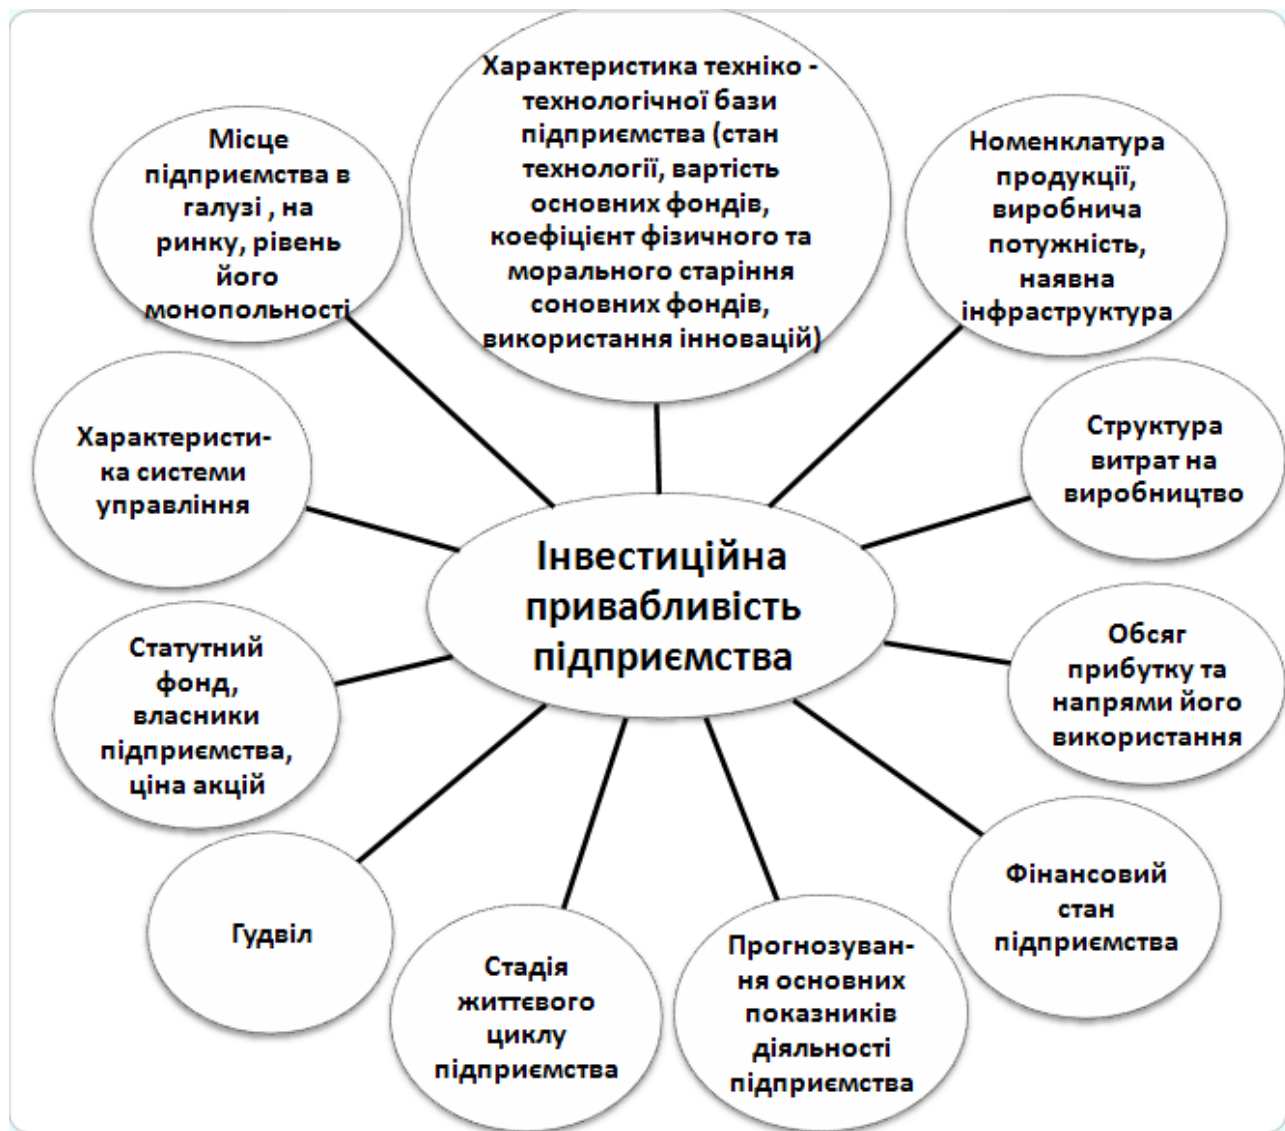 Характеристика техніко -
технологічної бази
підприємства (стан
технології, вартість
основних фондів,
коефіцієнт фізичного та
морального старіння
соновних фондів,
використання інновацій)
Місце
підприємства в
галузі , на
ринку, рівень
його
монопольності
Номенклатура
продукції,
виробнича
потужність,
наявна
інфраструктура
Характеристи-
ка системи
управління
Структура
витрат на
виробництво
Інвестиційна
привабливість
підприємства
Статутний
фонд,
власники
підприємства,
ціна акцій
Обсяг
прибутку та
напрями його
використання
Гудвіл
Стадія
життєвого
циклу
підприємства
Прогнозуван-
ня основних
показників
діяльності
підприємства
Фінансовий
стан
підприємства